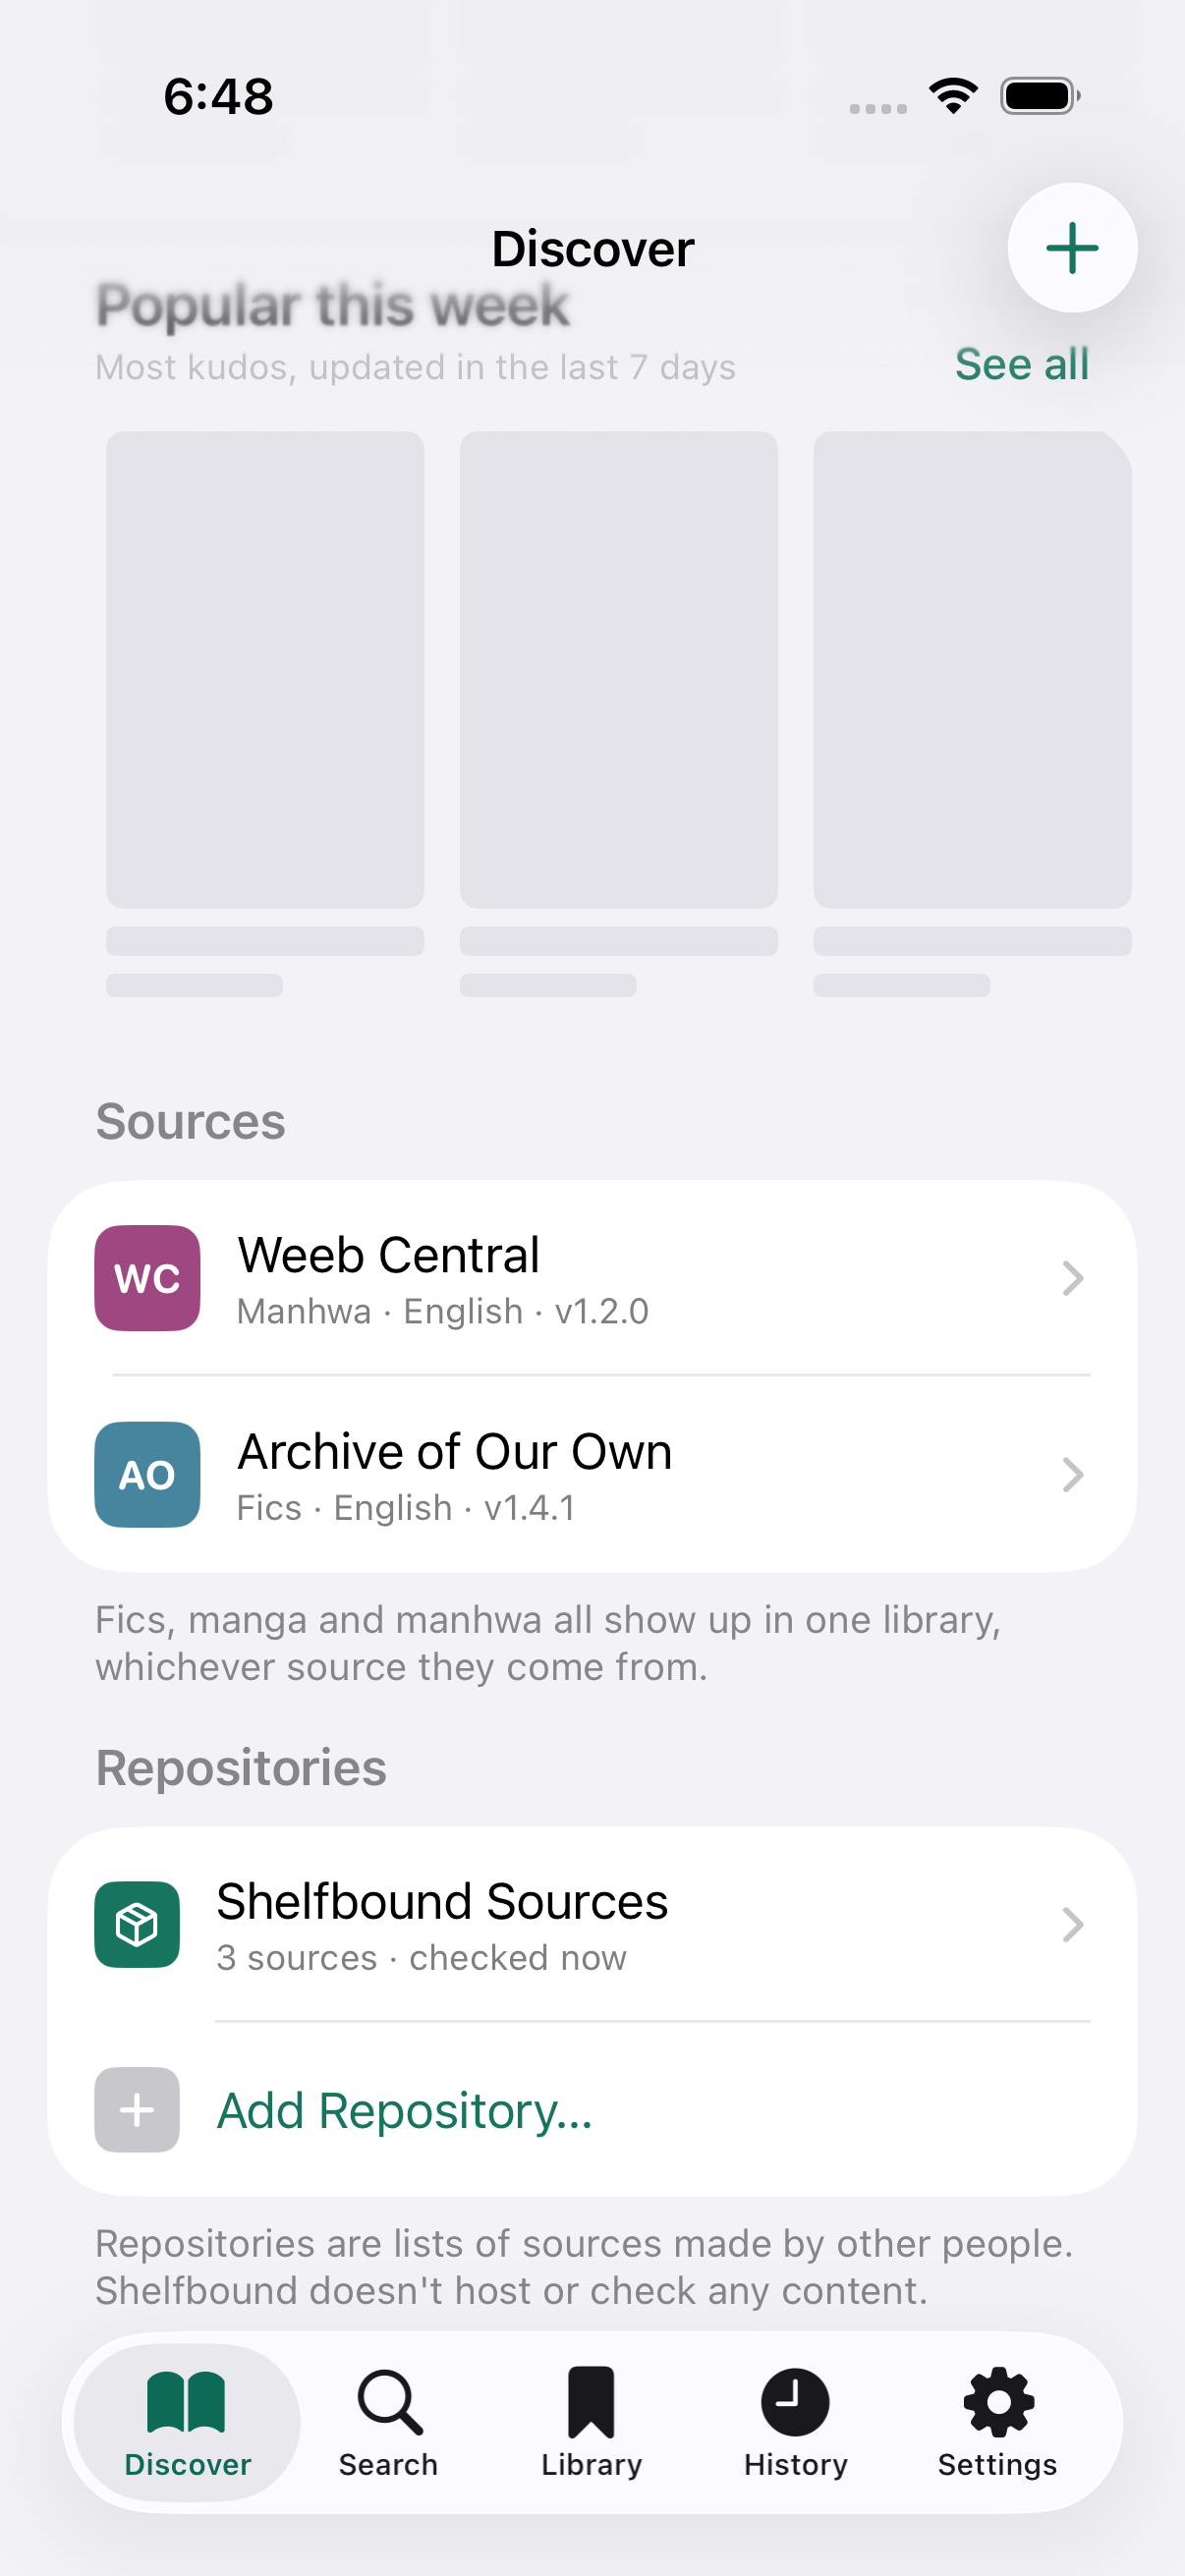 6:48
Discover
Popular this week
Most kudos, updated in the last 7 days
See all
Sources
WC
Weeb Central
Manhwa · English · v1.2.0
AO
Archive of Our Own
Fics · English · v1.4.1
Fics, manga and manhwa all show up in one library,
whichever source they come from.
Repositories
Shelfbound Sources
3 sources · checked now
Add Repository...
Repositories are lists of sources made by other people.
Shelfbound doesn't host or check any content.
Discover
Search
Library
History
Settings